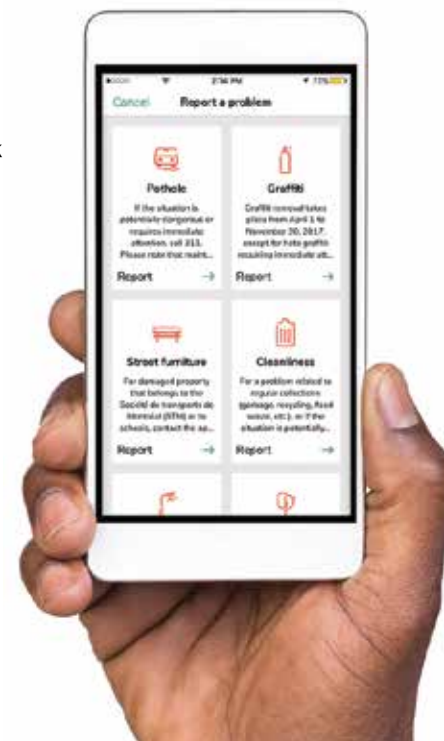 2:34 PM
Cancel Report a problem
Pothole
If the situation is
potentially dangerous or
requires immediate
attention, call 311.
Please note that maint...
Report →
Graffiti
Graffiti removal takes
place from April 1 to
November 30, 2017,
except for hate graffiti
requiring immediate att...
Report →
Street furniture
For damaged property
that belongs to the
Société de transports de
Montréal (STM) or to
schools, contact the ap...
Report →
Cleanliness
For a problem related to
regular collections
(garbage, recycling, food
waste, etc.), or if the
situation is potentially...
Report →